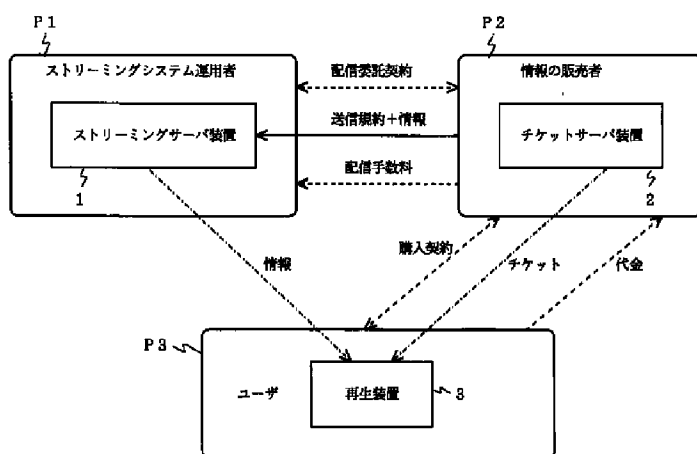 P1
P2
ストリーミングシステム運用者
配信委託契約
情報の販売者
ストリーミングサーバ装置
送信規約+情報
チケットサーバ装置
1
配信手数料
2
情報
購入契約
チケット
代金
P3
ユーザ
再生装置
3